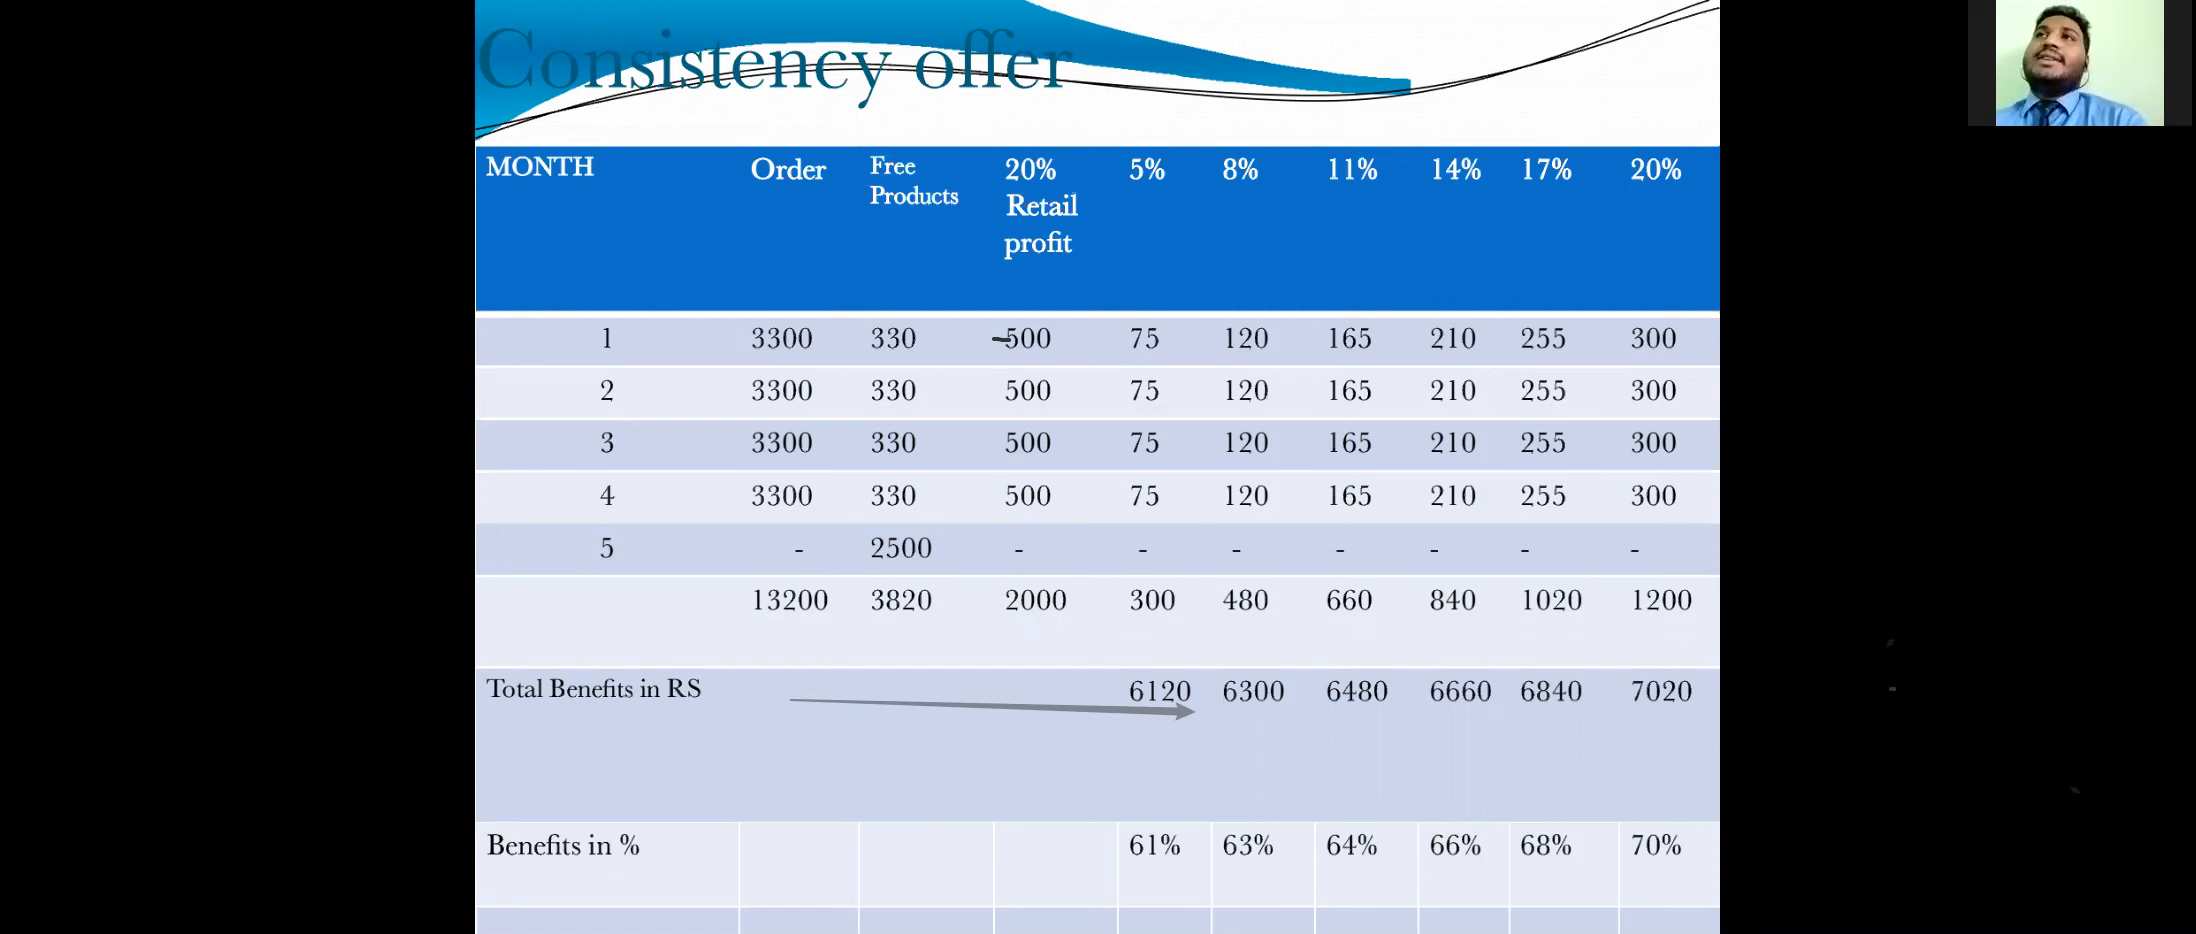 Consistency offer
MONTH Order Free Products 20% Retail profit 5% 8% 11% 14% 17% 20%
1 3300 330 500 75 120 165 210 255 300
2 3300 330 500 75 120 165 210 255 300
3 3300 330 500 75 120 165 210 255 300
4 3300 330 500 75 120 165 210 255 300
5 - 2500 - - - - - - -
13200 3820 2000 300 480 660 840 1020 1200
Total Benefits in RS 6120 6300 6480 6660 6840 7020
Benefits in % 61% 63% 64% 66% 68% 70%